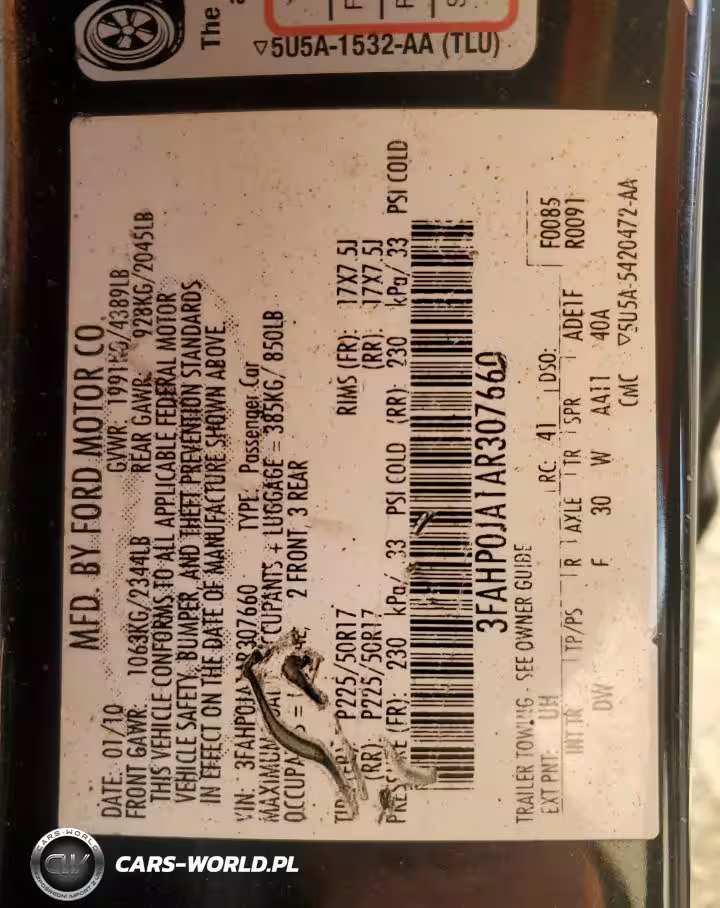 The
▽5U5A-1532-AA (TLU)
MFD. BY FORD MOTOR CO
DATE: 01/10 GVWR: 1991KG/4389LB
FRONT GAWR: 1063KG/2344LB REAR GAWR: 928KG/2045LB
THIS VEHICLE CONFORMS TO ALL APPLICABLE FEDERAL MOTOR
VEHICLE SAFETY, BUMPER, AND THEFT PREVENTION STANDARDS
IN EFFECT ON THE DATE OF MANUFACTURE SHOWN ABOVE.
VIN: 3FAHP0JA1AR307660 TYPE: Passenger Car
MAXIMUM OCCUPANTS + LUGGAGE = 385KG/ 850LB
2 FRONT, 3 REAR
P225/50R17 RIMS (FR): 17X7.5J
(RR): P225/50R17 (RR): 17X7.5J
(FR): 230 kPa/ 33 PSI COLD (RR): 230 kPa/ 33 PSI COLD
3FAHP0JA1AR307660
TRAILER TOWING - SEE OWNER GUIDE F0085
EXT PNT: UH RC: 41 DSO: R0091
INT TR TP/PS R AXLE TR SPR ADE1F
DW F 30 W A411 40A
CMC ▽5U5A-5420472-AA
CARS-WORLD
CW
CARS-WORLD.PL